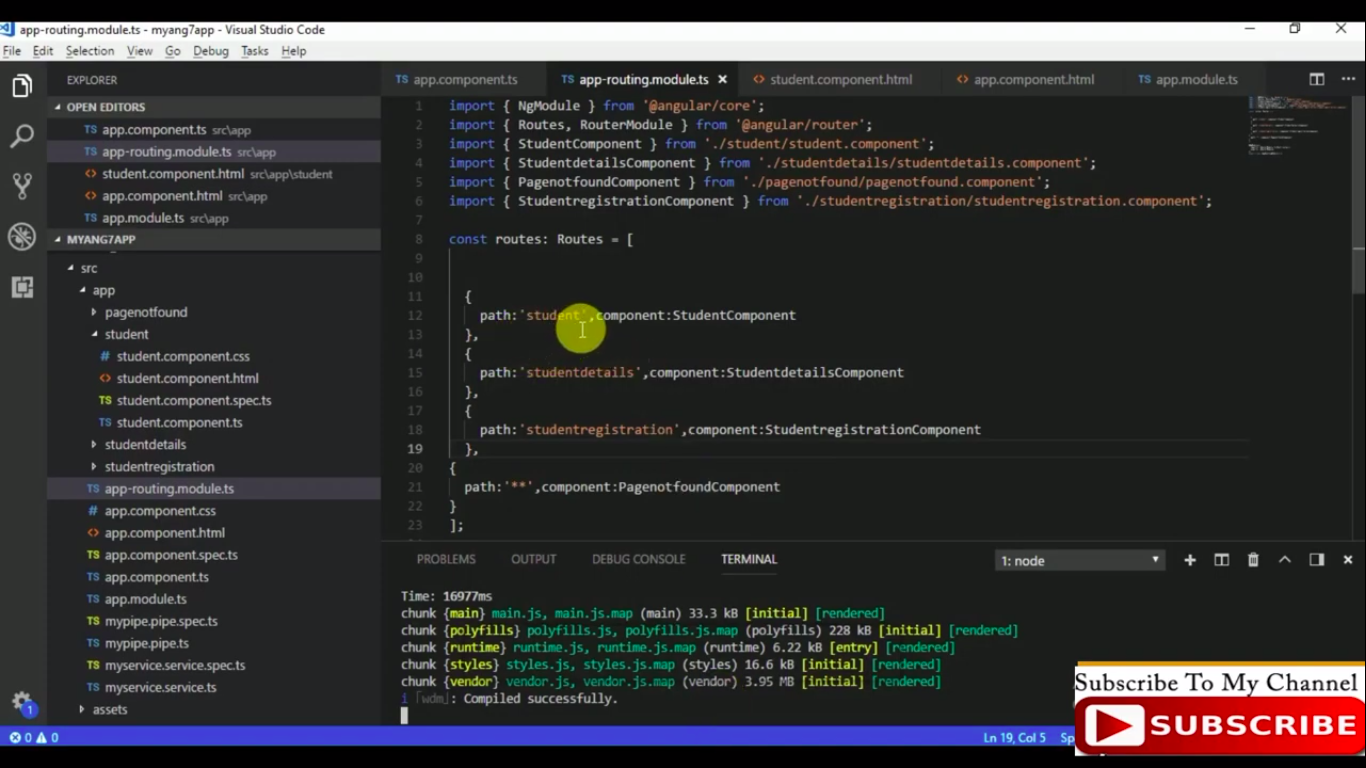 app-routing.module.ts - myang7app - Visual Studio Code
File Edit Selection View Go Debug Tasks Help
EXPLORER
OPEN EDITORS
TS app.component.ts src\app
TS app-routing.module.ts src\app
<> student.component.html src\app\student
<> app.component.html src\app
TS app.module.ts src\app
MYANG7APP
src
app
pagenotfound
student
# student.component.css
<> student.component.html
TS student.component.spec.ts
TS student.component.ts
studentdetails
studentregistration
TS app-routing.module.ts
# app.component.css
<> app.component.html
TS app.component.spec.ts
TS app.component.ts
TS app.module.ts
TS mypipe.pipe.spec.ts
TS mypipe.pipe.ts
TS myservice.service.spec.ts
TS myservice.service.ts
assets
1
TS app.component.ts TS app-routing.module.ts × <> student.component.html <> app.component.html TS app.module.ts
1 import { NgModule } from '@angular/core';
2 import { Routes, RouterModule } from '@angular/router';
3 import { StudentComponent } from './student/student.component';
4 import { StudentdetailsComponent } from './studentdetails/studentdetails.component';
5 import { PagenotfoundComponent } from './pagenotfound/pagenotfound.component';
6 import { StudentregistrationComponent } from './studentregistration/studentregistration.component';
7
8 const routes: Routes = [
9
10
11 {
12 path:'student',component:StudentComponent
13 },
14 {
15 path:'studentdetails',component:StudentdetailsComponent
16 },
17 {
18 path:'studentregistration',component:StudentregistrationComponent
19 },
20 {
21 path:'**',component:PagenotfoundComponent
22 }
23 ];
PROBLEMS OUTPUT DEBUG CONSOLE TERMINAL 1: node
Time: 16977ms
chunk {main} main.js, main.js.map (main) 33.3 kB [initial] [rendered]
chunk {polyfills} polyfills.js, polyfills.js.map (polyfills) 228 kB [initial] [rendered]
chunk {runtime} runtime.js, runtime.js.map (runtime) 6.22 kB [entry] [rendered]
chunk {styles} styles.js, styles.js.map (styles) 16.6 kB [initial] [rendered]
chunk {vendor} vendor.js, vendor.js.map (vendor) 3.95 MB [initial] [rendered]
i ｢wdm｣: Compiled successfully.
0 0 Ln 19, Col 5
Subscribe To My Channel
SUBSCRIBE